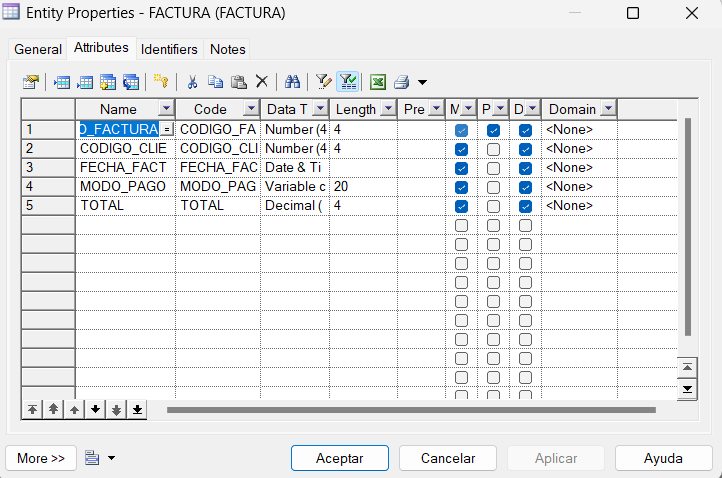 Entity Properties - FACTURA (FACTURA)
General Attributes Identifiers Notes
Name Code Data T Length Pre M P D Domain
1 O_FACTURA CODIGO_FA Number (4 4 <None>
2 CODIGO_CLIE CODIGO_CLI Number (4 4 <None>
3 FECHA_FACT FECHA_FAC Date & Ti <None>
4 MODO_PAGO MODO_PAG Variable c 20 <None>
5 TOTAL TOTAL Decimal ( 4 <None>
More >> Aceptar Cancelar Aplicar Ayuda